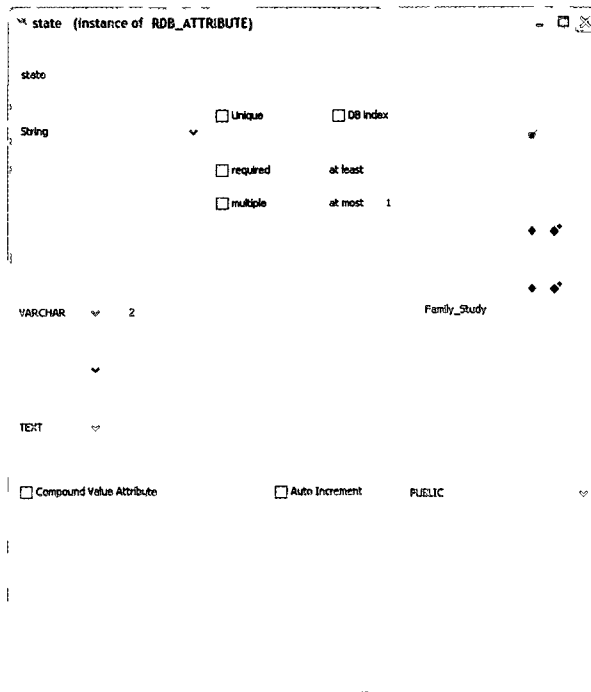 state (instance of RDB_ATTRIBUTE)
state
Unique DB Index
String
required at least
multiple at most 1
VARCHAR 2 Family_Study
TEXT
Compound Value Attribute Auto Increment PUBLIC